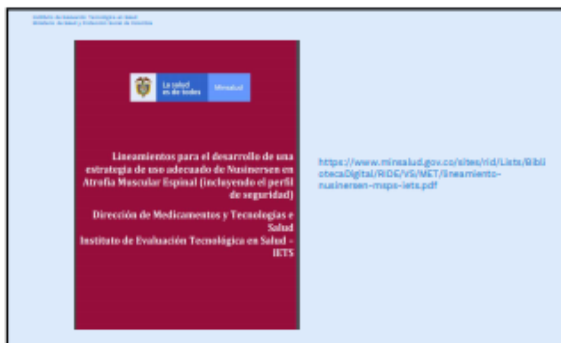 Instituto de Evaluación Tecnológica en Salud
Ministerio de Salud y Protección Social de Colombia
La salud
es de todos
Minsalud
Lineamientos para el desarrollo de una
estrategia de uso adecuado de Nusinersen en
Atrofia Muscular Espinal (incluyendo el perfil
de seguridad)
Dirección de Medicamentos y Tecnologías e
Salud
Instituto de Evaluación Tecnológica en Salud –
IETS
https://www.minsalud.gov.co/sites/rid/Lists/Bibli
otecaDigital/RIDE/VS/MET/lineamiento-
nusinersen-msps-iets.pdf